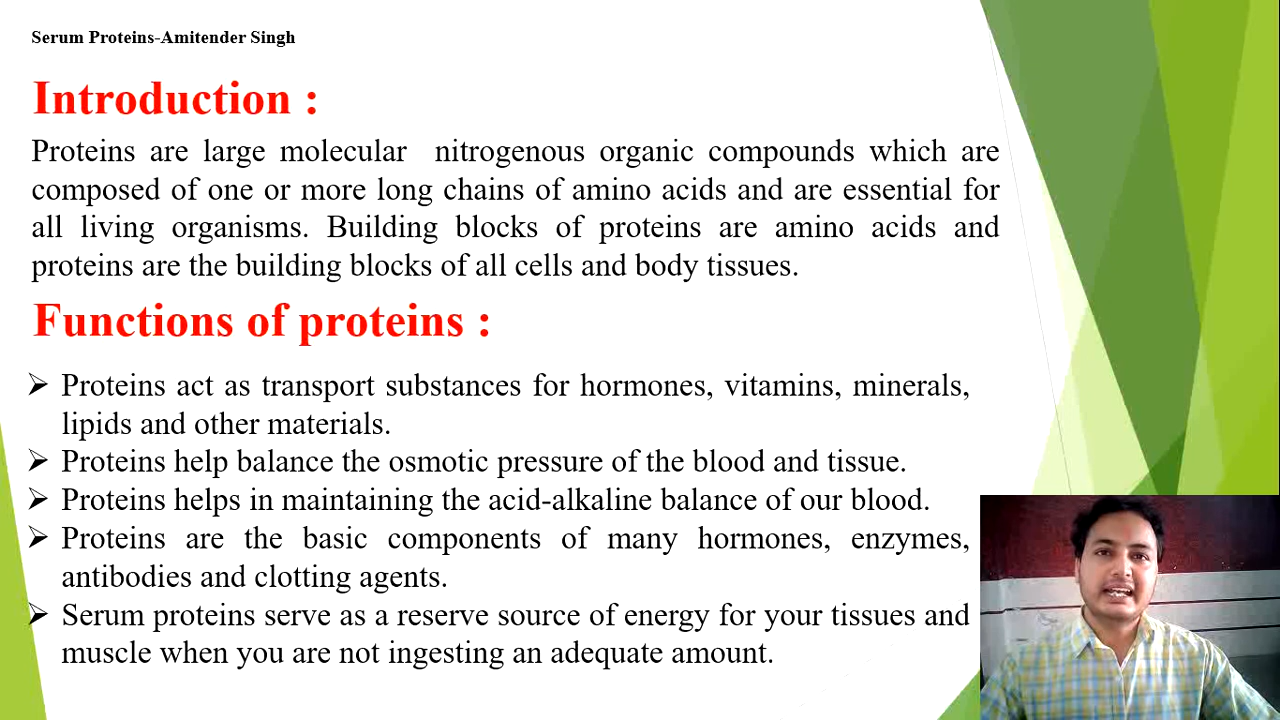 Serum Proteins-Amitender Singh
Introduction :
Proteins are large molecular nitrogenous organic compounds which are
composed of one or more long chains of amino acids and are essential for
all living organisms. Building blocks of proteins are amino acids and
proteins are the building blocks of all cells and body tissues.
Functions of proteins :
➢ Proteins act as transport substances for hormones, vitamins, minerals,
lipids and other materials.
➢ Proteins help balance the osmotic pressure of the blood and tissue.
➢ Proteins helps in maintaining the acid-alkaline balance of our blood.
➢ Proteins are the basic components of many hormones, enzymes,
antibodies and clotting agents.
➢ Serum proteins serve as a reserve source of energy for your tissues and
muscle when you are not ingesting an adequate amount.